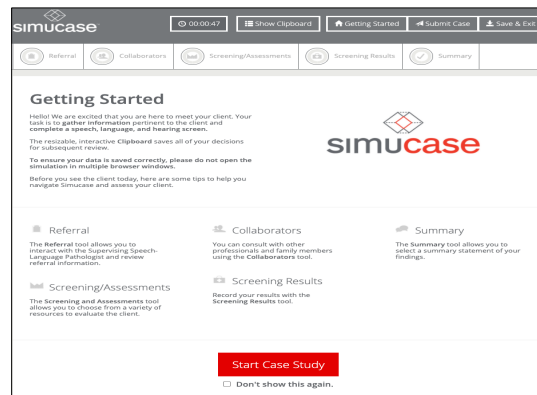 simucase
00:00:47
Show Clipboard
Getting Started
Submit Case
Save & Exit
Referral
Collaborators
Screening/Assessments
Screening Results
Summary
Getting Started
Hello! We are excited that you are here to meet your client. Your
task is to gather information pertinent to the client and
complete a speech, language, and hearing screen.
The resizable, interactive Clipboard saves all of your decisions
for subsequent review.
To ensure your data is saved correctly, please do not open the
simulation in multiple browser windows.
Before you see the client today, here are some tips to help you
navigate Simucase and assess your client.
simucase
Referral
The Referral tool allows you to
interact with the Supervising Speech-
Language Pathologist and review
referral information.
Collaborators
You can consult with other
professionals and family members
using the Collaborators tool.
Summary
The Summary tool allows you to
select a summary statement of your
findings.
Screening/Assessments
The Screening and Assessments tool
allows you to choose from a variety of
resources to evaluate the client.
Screening Results
Record your results with the
Screening Results tool.
Start Case Study
Don't show this again.